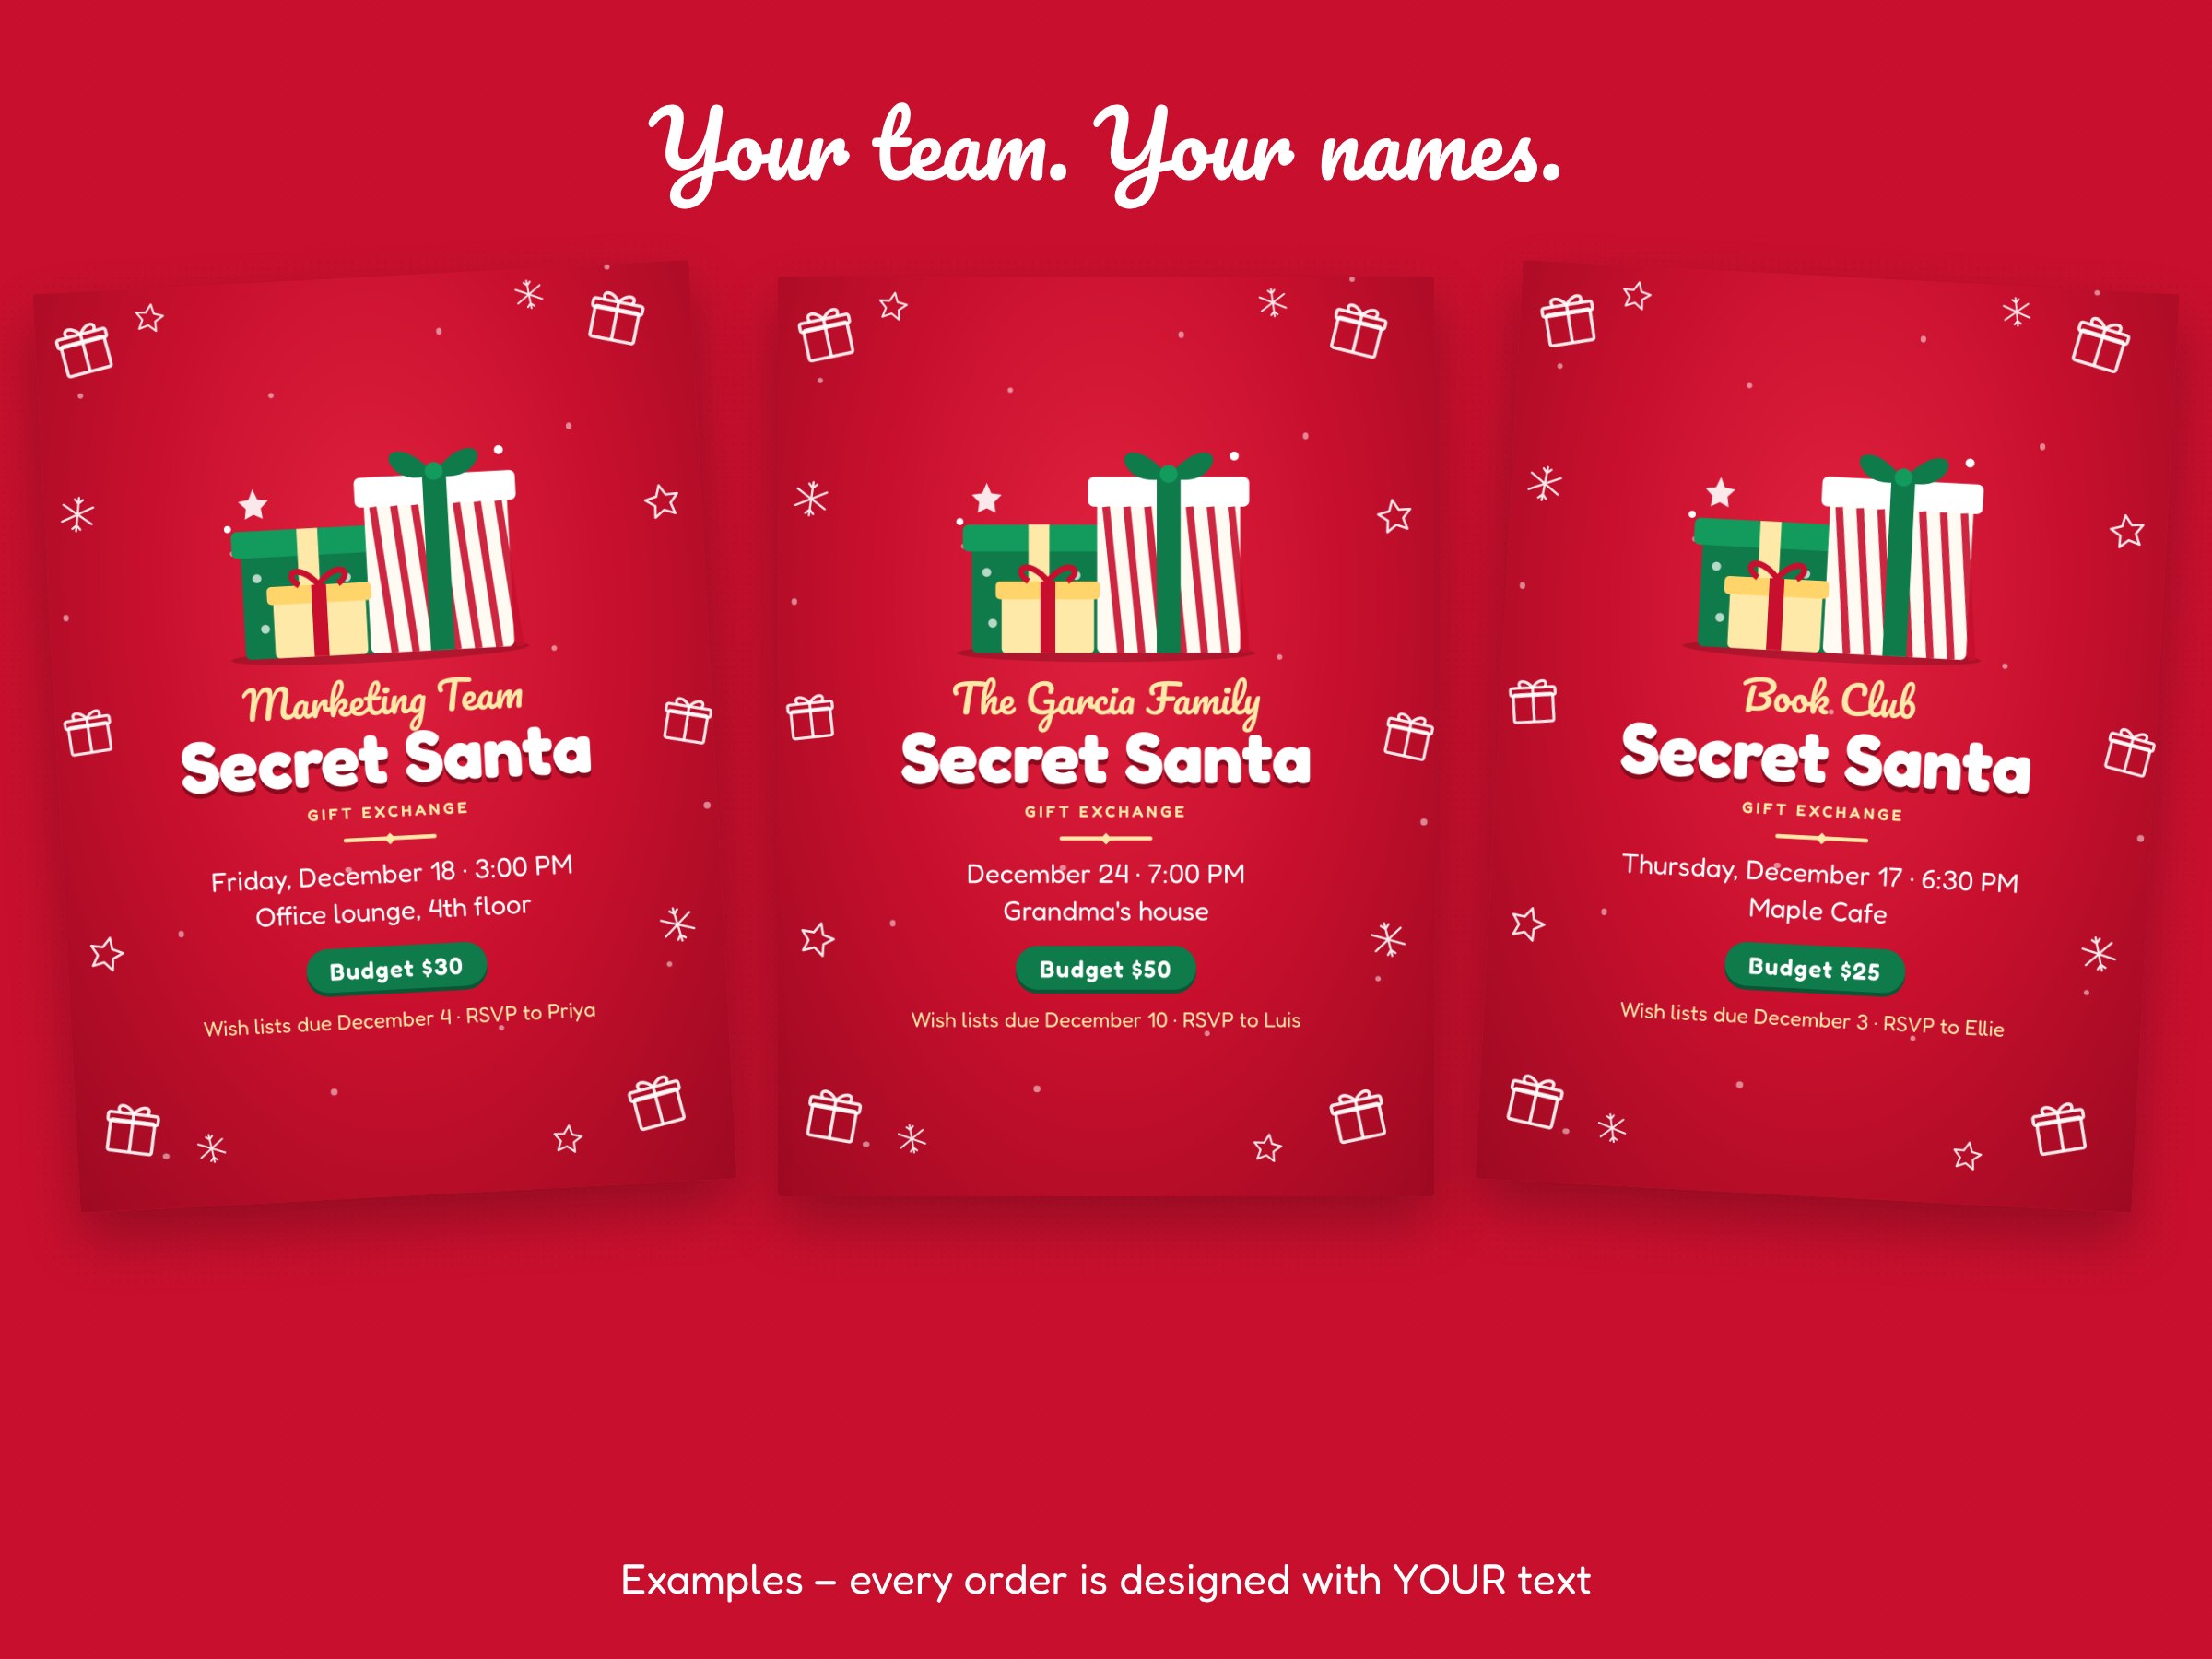 Your team. Your names.
Marketing Team
Secret Santa
GIFT EXCHANGE
Friday, December 18 · 3:00 PM
Office lounge, 4th floor
Budget $30
Wish lists due December 4 · RSVP to Priya
The Garcia Family
Secret Santa
GIFT EXCHANGE
December 24 · 7:00 PM
Grandma's house
Budget $50
Wish lists due December 10 · RSVP to Luis
Book Club
Secret Santa
GIFT EXCHANGE
Thursday, December 17 · 6:30 PM
Maple Cafe
Budget $25
Wish lists due December 3 · RSVP to Ellie
Examples – every order is designed with YOUR text